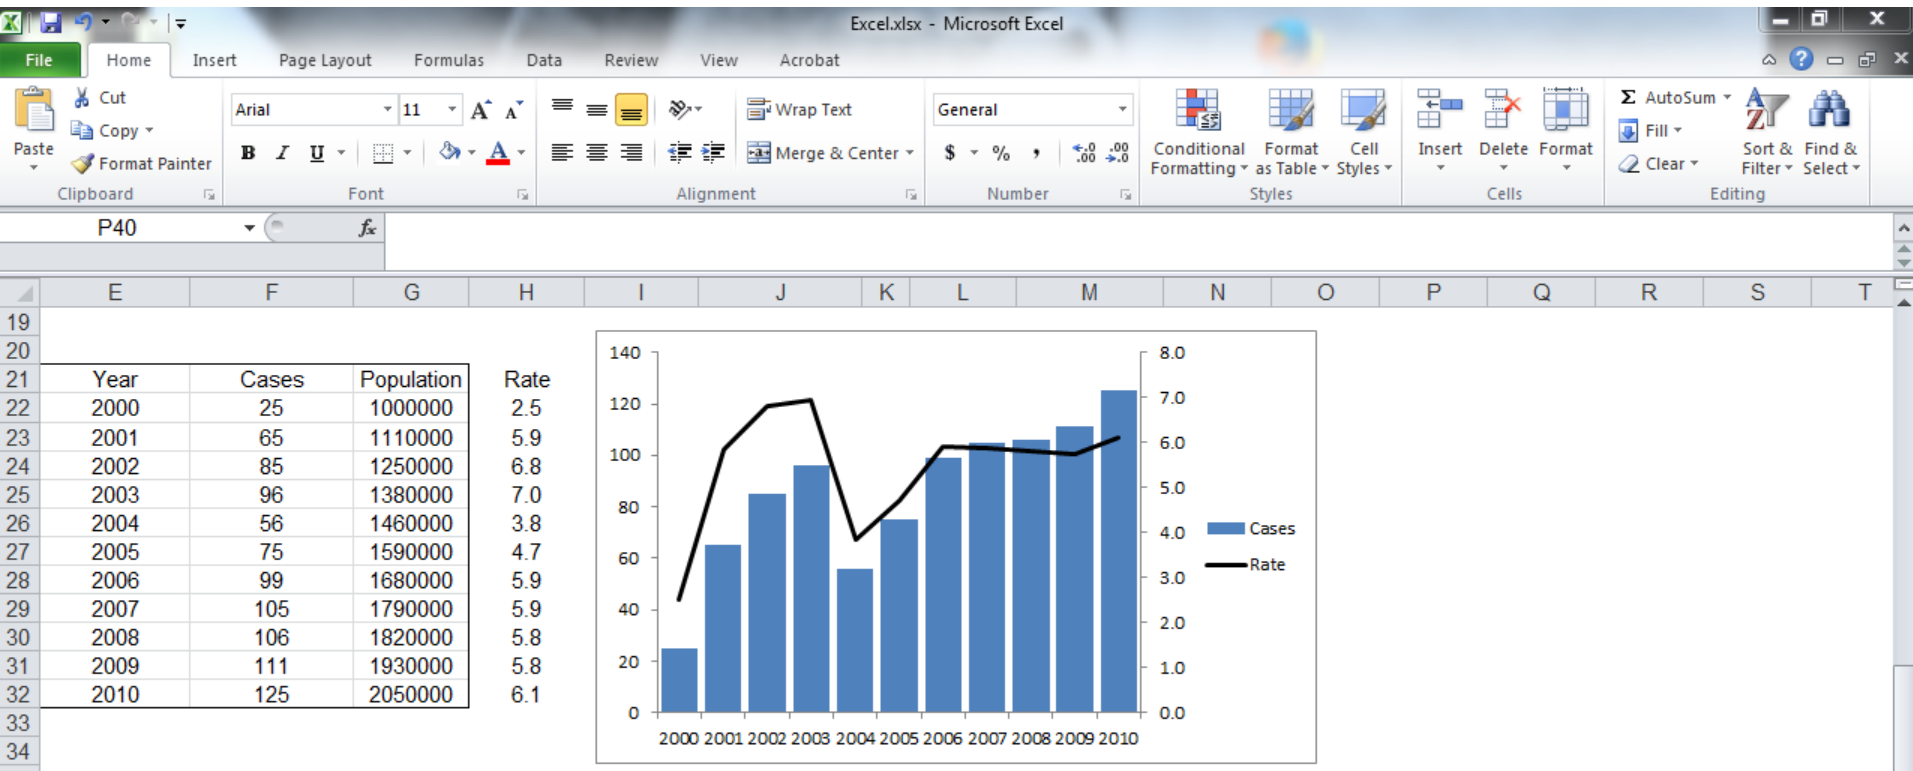 Excel.xlsx - Microsoft Excel
File Home Insert Page Layout Formulas Data Review View Acrobat
Cut
Copy
Format Painter
Paste
Clipboard
Arial 11
A A
B I U A
Font
Wrap Text
Merge & Center
Alignment
General
$ % , .0 .00 .00 .0
Number
Conditional Formatting
Format as Table
Cell Styles
Styles
Insert Delete Format
Cells
Σ AutoSum
Fill
Clear
Sort & Filter
Find & Select
Editing
P40 fx
E F G H I J K L M N O P Q R S T
19
20
21 Year Cases Population Rate
22 2000 25 1000000 2.5
23 2001 65 1110000 5.9
24 2002 85 1250000 6.8
25 2003 96 1380000 7.0
26 2004 56 1460000 3.8
27 2005 75 1590000 4.7
28 2006 99 1680000 5.9
29 2007 105 1790000 5.9
30 2008 106 1820000 5.8
31 2009 111 1930000 5.8
32 2010 125 2050000 6.1
33
34
140 8.0
120 7.0
100 6.0
80 5.0
60 4.0
40 3.0
20 2.0
0 1.0
0.0
Cases
Rate
2000 2001 2002 2003 2004 2005 2006 2007 2008 2009 2010